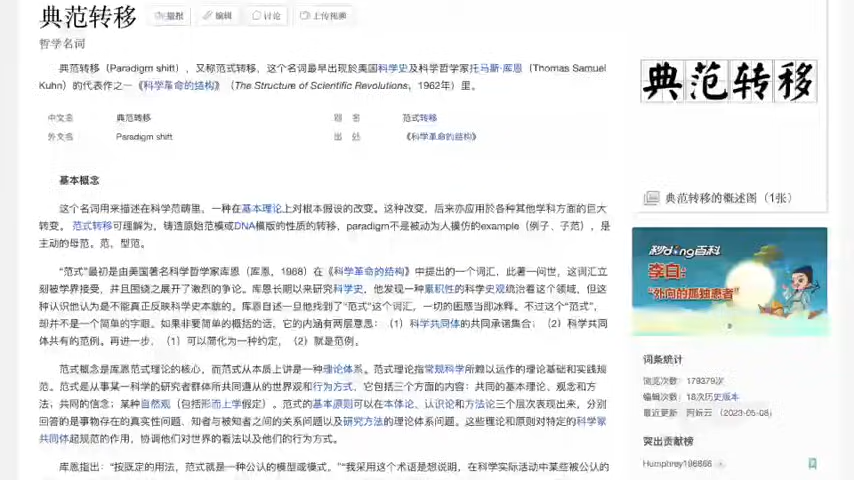 典范转移
播报
编辑
讨论
上传视频
哲学名词
典范转移（Paradigm shift），又称范式转移，这个名词最早出现於美国科学史及科学哲学家托马斯·库恩（Thomas Samuel
Kuhn）的代表作之一《科学革命的结构》（The Structure of Scientific Revolutions，1962年）里。
中文名 典范转移
别 名 范式转移
外文名 Paradigm shift
出 处 《科学革命的结构》
基本概念
这个名词用来描述在科学范畴里，一种在基本理论上对根本假设的改变。这种改变，后来亦应用於各种其他学科方面的巨大
转变。 范式转移可理解为，铸造原始范模或DNA模版的性质的转移，paradigm不是被动为人模仿的example（例子、子范），是
主动的母范。范，型范。
“范式”最初是由美国著名科学哲学家库恩（库恩，1968）在《科学革命的结构》中提出的一个词汇，此著一问世，这词汇立
刻被学界接受，并且围绕之展开了激烈的争论。库恩长期以来研究科学史，他发现一种累积性的科学史观统治着这个领域，但这
种认识他认为是不能真正反映科学史本貌的。库恩自述一旦他找到了“范式”这个词汇，一切的困惑当即冰释。不过这个“范式”，
却并不是一个简单的字眼。如果非要简单的概括的话，它的内涵有两层意思：（1）科学共同体的共同承诺集合；（2）科学共同
体共有的范例。再进一步，（1）可以简化为一种约定，（2）就是范例。
范式概念是库恩范式理论的核心，而范式从本质上讲是一种理论体系。范式理论指常规科学所赖以运作的理论基础和实践规
范。范式是从事某一科学的研究者群体所共同遵从的世界观和行为方式，它包括三个方面的内容：共同的基本理论、观念和方
法；共同的信念；某种自然观（包括形而上学假定）。范式的基本原则可以在本体论、认识论和方法论三个层次表现出来，分别
回答的是事物存在的真实性问题、知者与被知者之间的关系问题以及研究方法的理论体系问题。这些理论和原则对特定的科学家
共同体起规范的作用，协调他们对世界的看法以及他们的行为方式。
库恩指出：“按既定的用法，范式就是一种公认的模型或模式。”“我采用这个术语是想说明，在科学实际活动中某些被公认的
典范转移
典范转移的概述图（1张）
秒dǒng百科
李白：
“外向的孤独患者”
词条统计
浏览次数：179379次
编辑次数：18次历史版本
最近更新：阿妩云（2023-05-08）
突出贡献榜
Humphrey196868